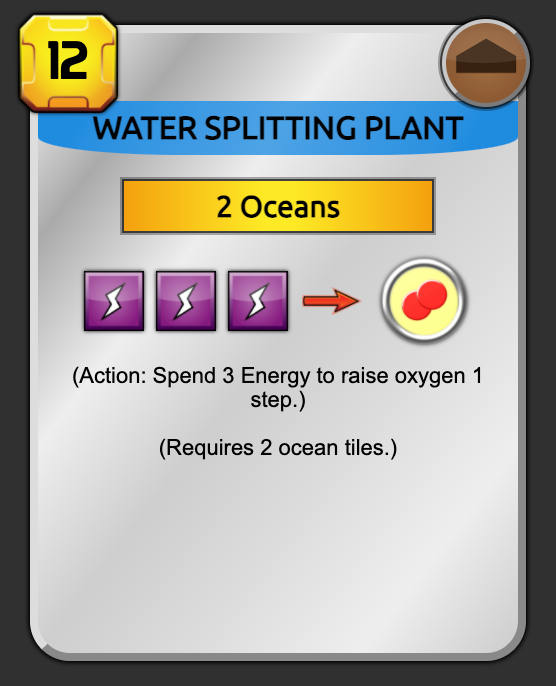 12
WATER SPLITTING PLANT
2 Oceans
(Action: Spend 3 Energy to raise oxygen 1
step.)
(Requires 2 ocean tiles.)